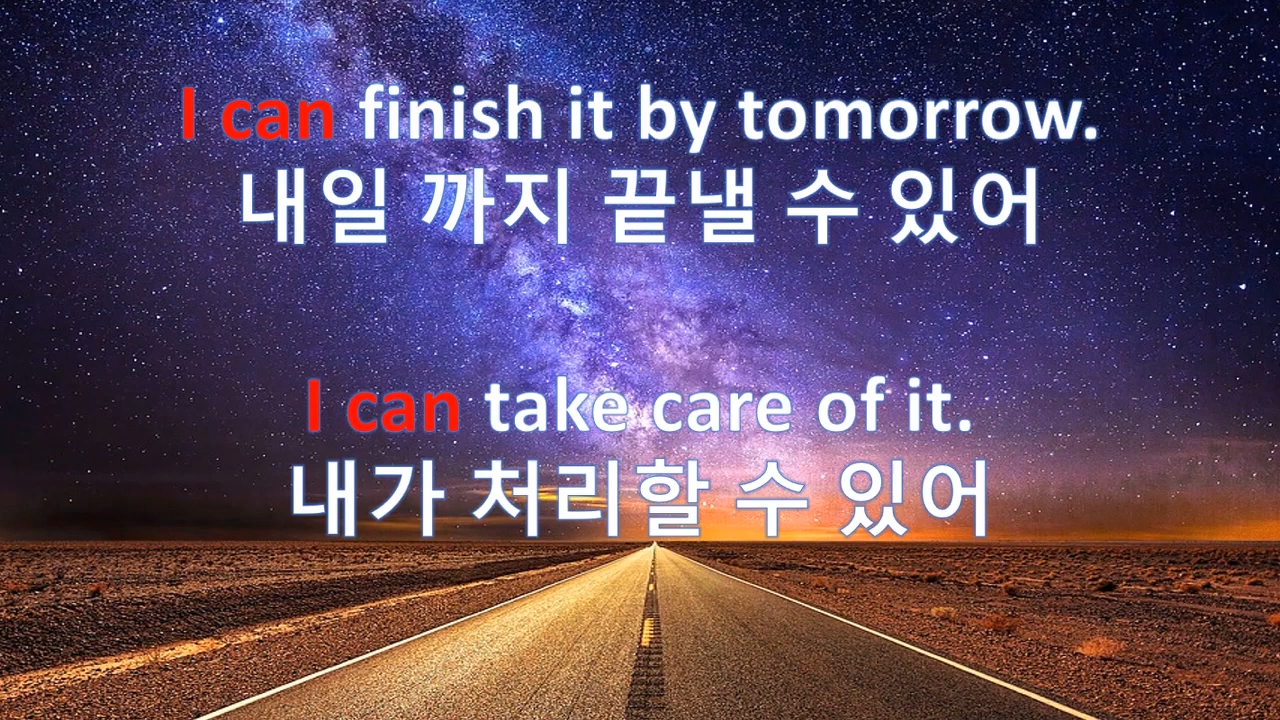 I can finish it by tomorrow.
내일 까지 끝낼 수 있어
I can take care of it.
내가 처리할 수 있어